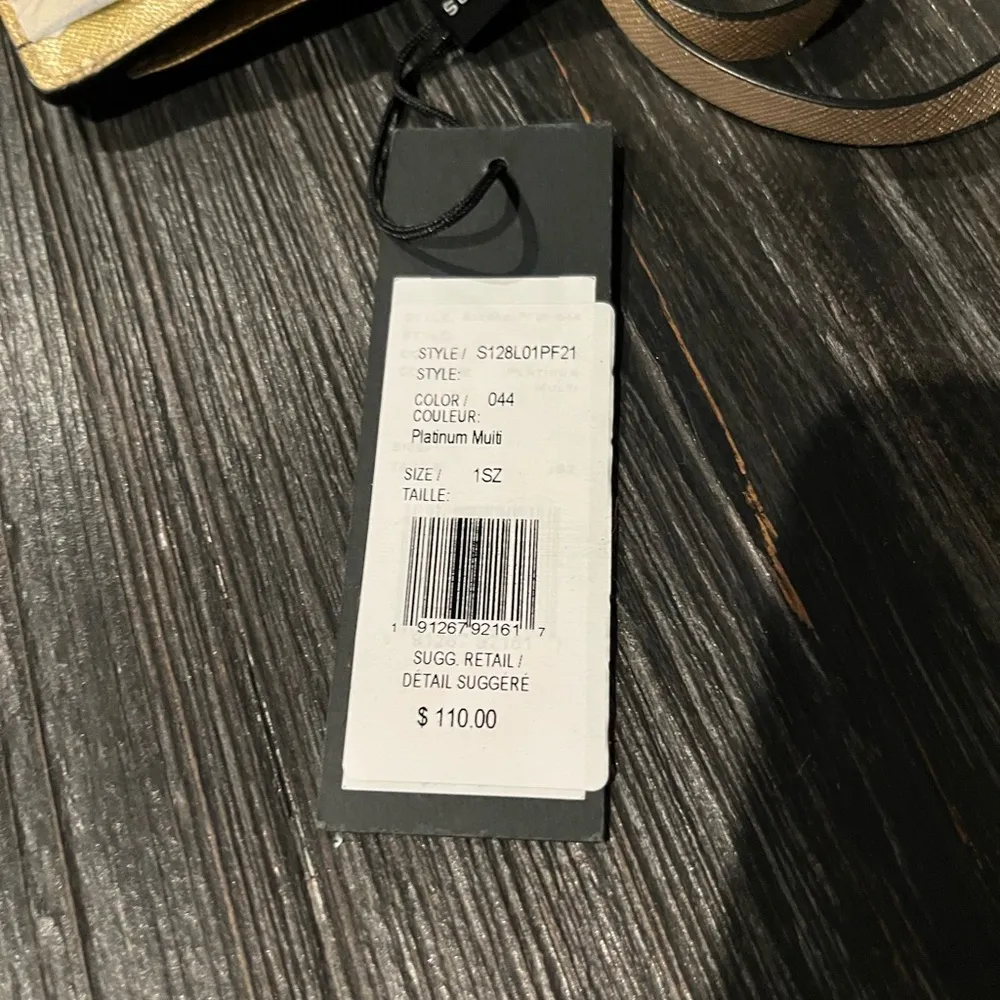 STYLE / S128L01PF21
STYLE:
COLOR / 044
COULEUR:
Platinum Multi
SIZE / 1SZ
TAILLE:
1 91267 92161 7
SUGG. RETAIL /
DÉTAIL SUGGÉRÉ
$ 110.00